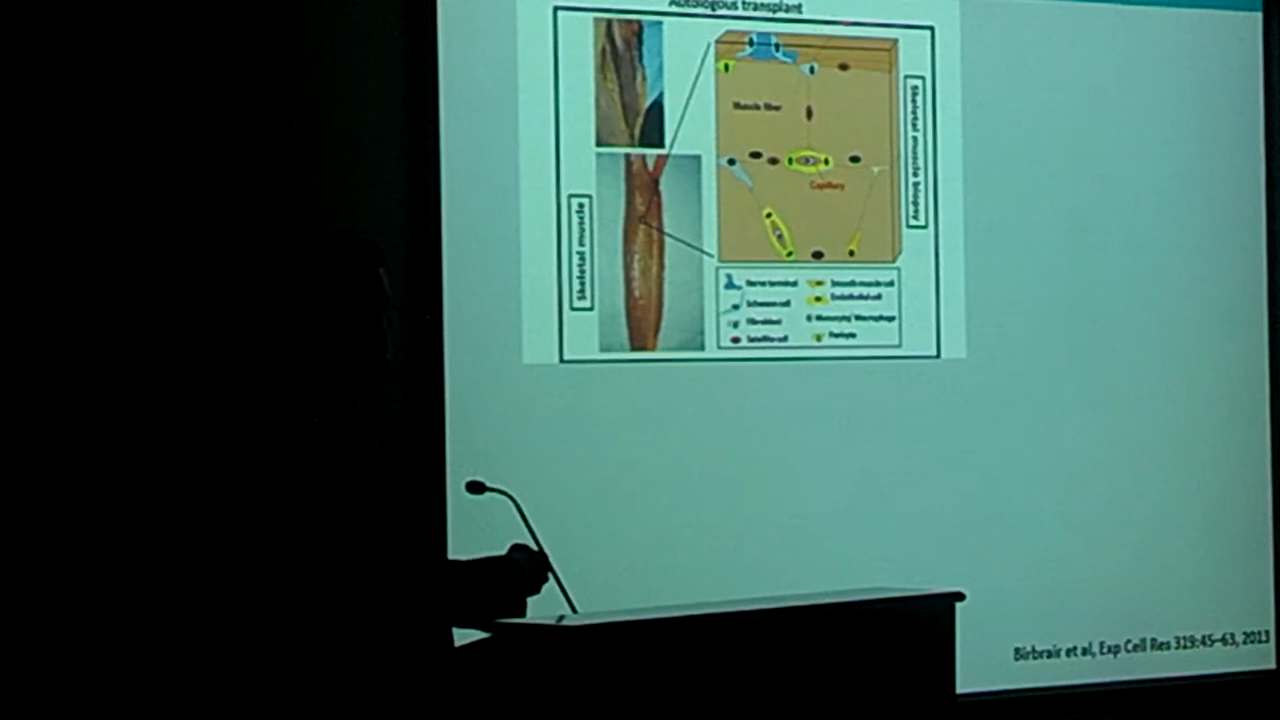 Autologous transplant
Skeletal muscle
Skeletal muscle biopsy
Muscle fiber
Capillary
Nerve terminal
Schwann cell
Fibroblast
Satellite cell
Smooth muscle cell
Endothelial cell
Monocyte/ Macrophage
Pericyte
Birbrair et al, Exp Cell Res 319:45–63, 2013